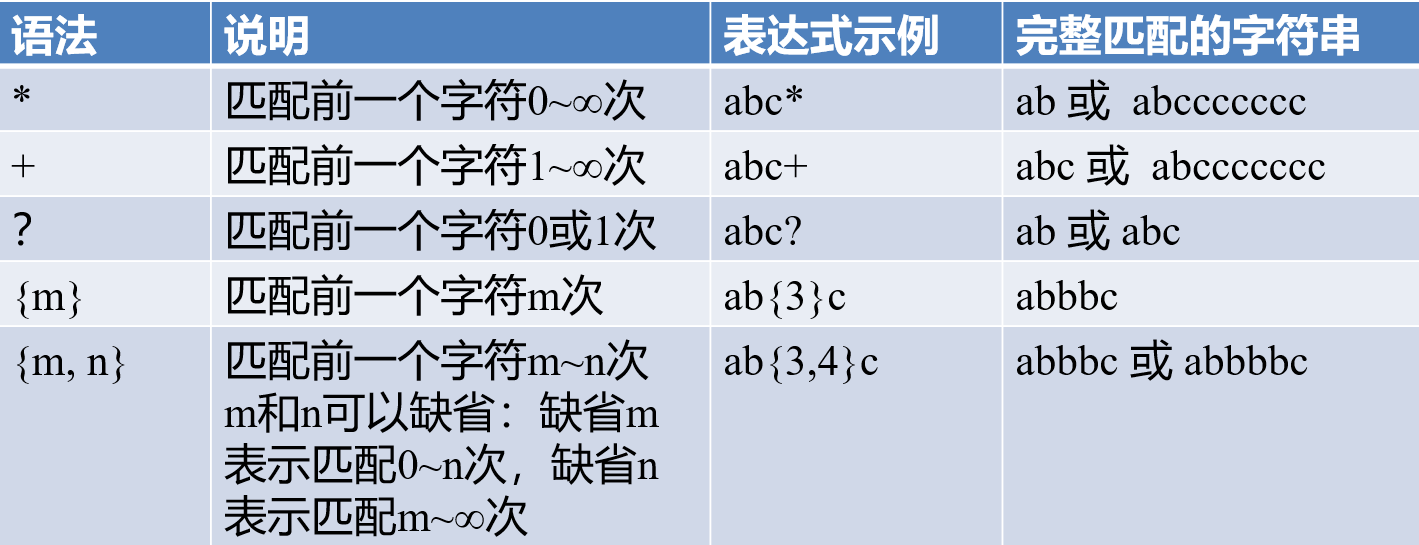 语法 说明 表达式示例 完整匹配的字符串
* 匹配前一个字符0~∞次 abc* ab 或 abccccccc
+ 匹配前一个字符1~∞次 abc+ abc 或 abccccccc
? 匹配前一个字符0或1次 abc? ab 或 abc
{m} 匹配前一个字符m次 ab{3}c abbbc
{m, n} 匹配前一个字符m~n次 ab{3,4}c abbbc 或 abbbbc
m和n可以缺省：缺省m
表示匹配0~n次，缺省n
表示匹配m~∞次